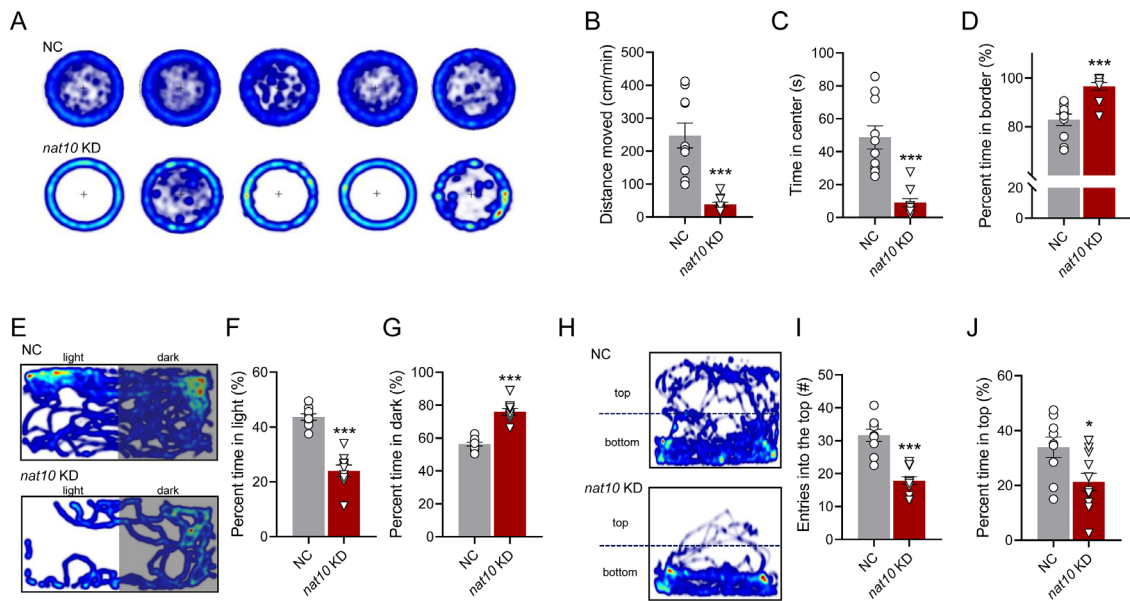 A
NC
nat10 KD
B
Distance moved (cm/min)
500
400
300
200
100
0
***
NC
nat10 KD
C
Time in center (s)
100
80
60
40
20
0
***
NC
nat10 KD
D
Percent time in border (%)
100
80
20
0
***
NC
nat10 KD
E
NC
light dark
nat10 KD
light dark
F
Percent time in light (%)
60
40
20
0
***
NC
nat10 KD
G
Percent time in dark (%)
100
80
60
40
20
0
***
NC
nat10 KD
H
NC
top
bottom
nat10 KD
top
bottom
I
Entries into the top (#)
50
40
30
20
10
0
***
NC
nat10 KD
J
Percent time in top (%)
60
40
20
0
*
NC
nat10 KD